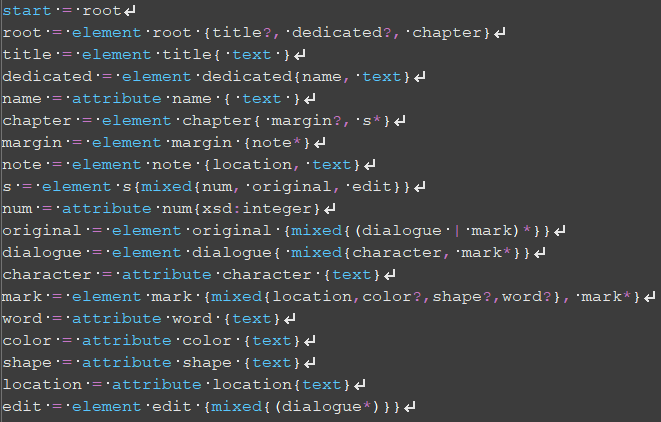 start = root
root = element root {title?, dedicated?, chapter}
title = element title{ text }
dedicated = element dedicated{name, text}
name = attribute name { text }
chapter = element chapter{ margin?, s*}
margin = element margin {note*}
note = element note {location, text}
s = element s{mixed{num, original, edit}}
num = attribute num{xsd:integer}
original = element original {mixed{(dialogue | mark)*}}
dialogue = element dialogue{ mixed{character, mark*}}
character = attribute character {text}
mark = element mark {mixed{location,color?,shape?,word?}, mark*}
word = attribute word {text}
color = attribute color {text}
shape = attribute shape {text}
location = attribute location{text}
edit = element edit {mixed{(dialogue*)}}